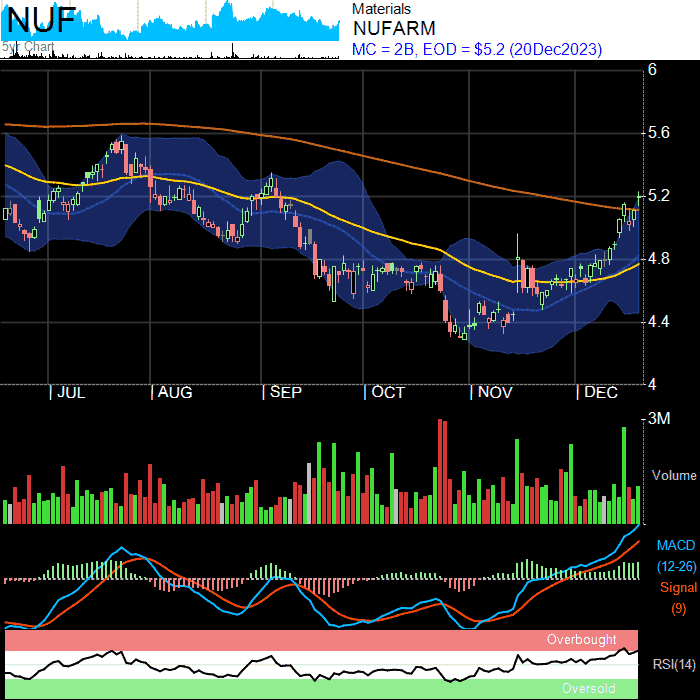 NUF
5yr Chart
Materials
NUFARM
MC = 2B, EOD = $5.2 (20Dec2023)
6
5.6
5.2
4.8
4.4
4
JUL
AUG
SEP
OCT
NOV
DEC
3M
Volume
MACD
(12-26)
Signal
(9)
Overbought
RSI(14)
Oversold